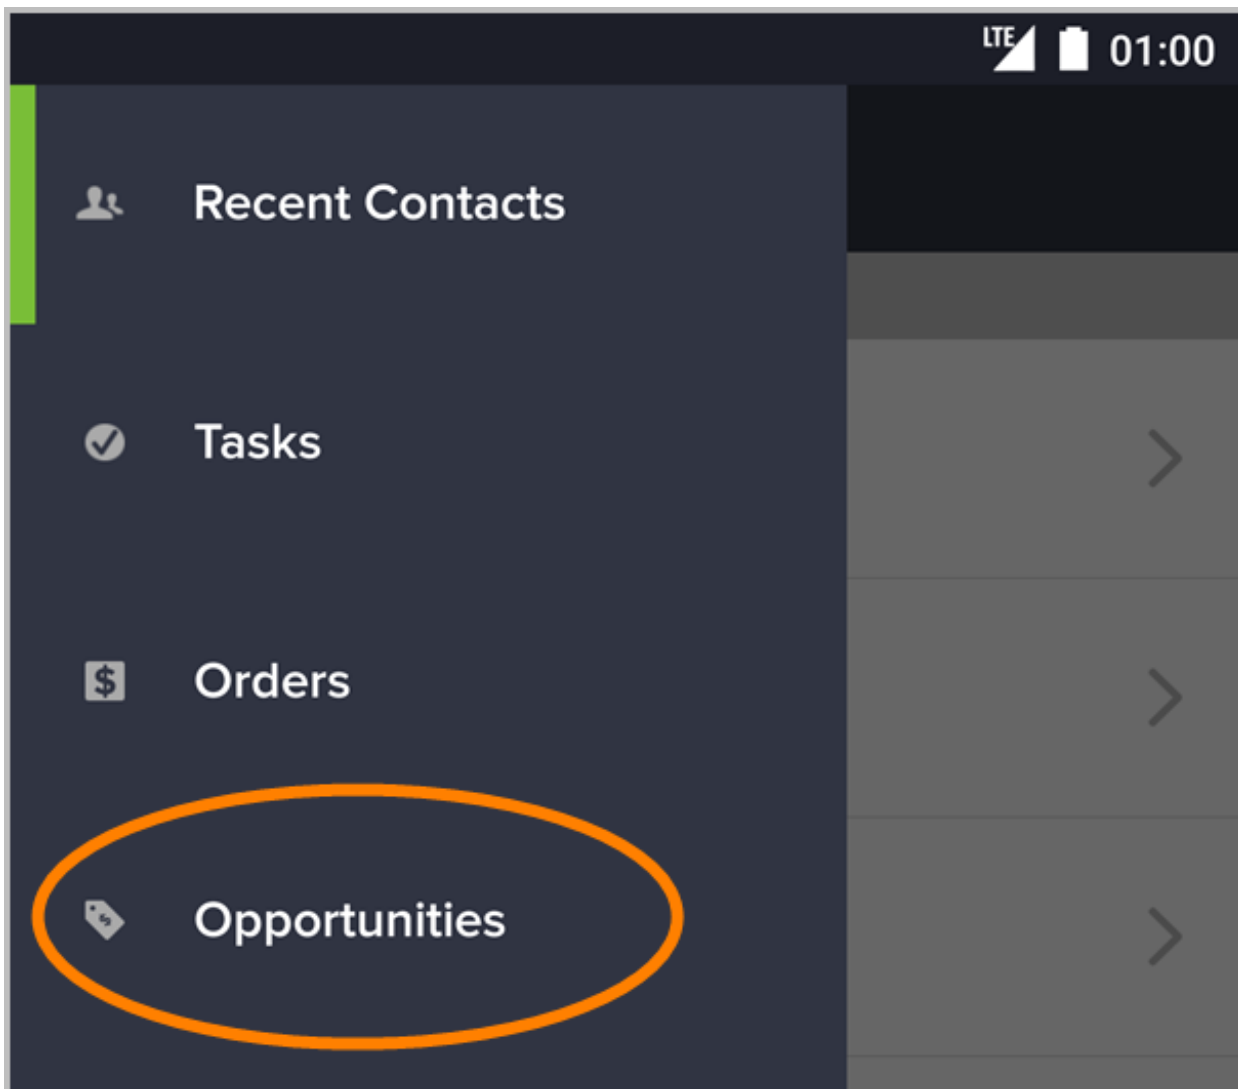 LTE 01:00
Recent Contacts
Tasks
$ Orders
Opportunities